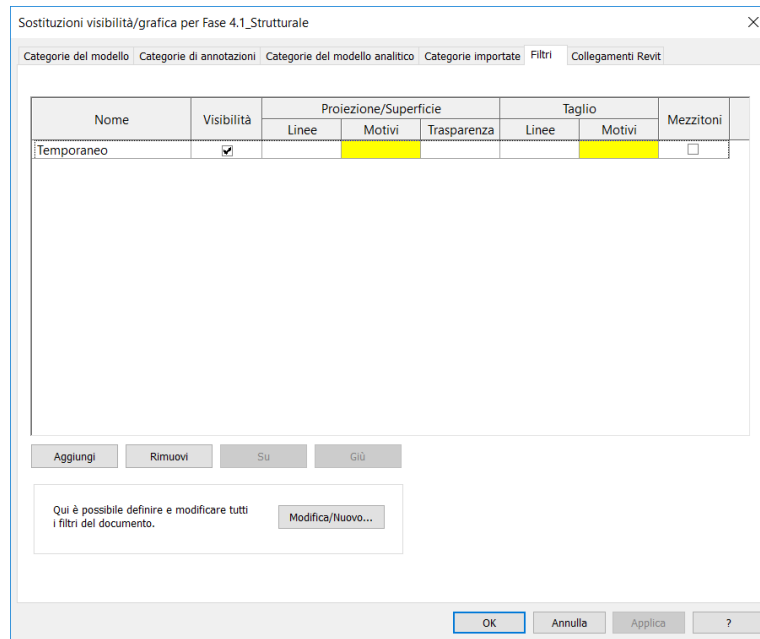 Sostituzioni visibilità/grafica per Fase 4.1_Strutturale
Categorie del modello Categorie di annotazioni Categorie del modello analitico Categorie importate Filtri Collegamenti Revit
Nome Visibilità Proiezione/Superficie Taglio Mezzitoni
Linee Motivi Trasparenza Linee Motivi
Temporaneo
Aggiungi Rimuovi Su Giù
Qui è possibile definire e modificare tutti
i filtri del documento.
Modifica/Nuovo...
OK Annulla Applica ?